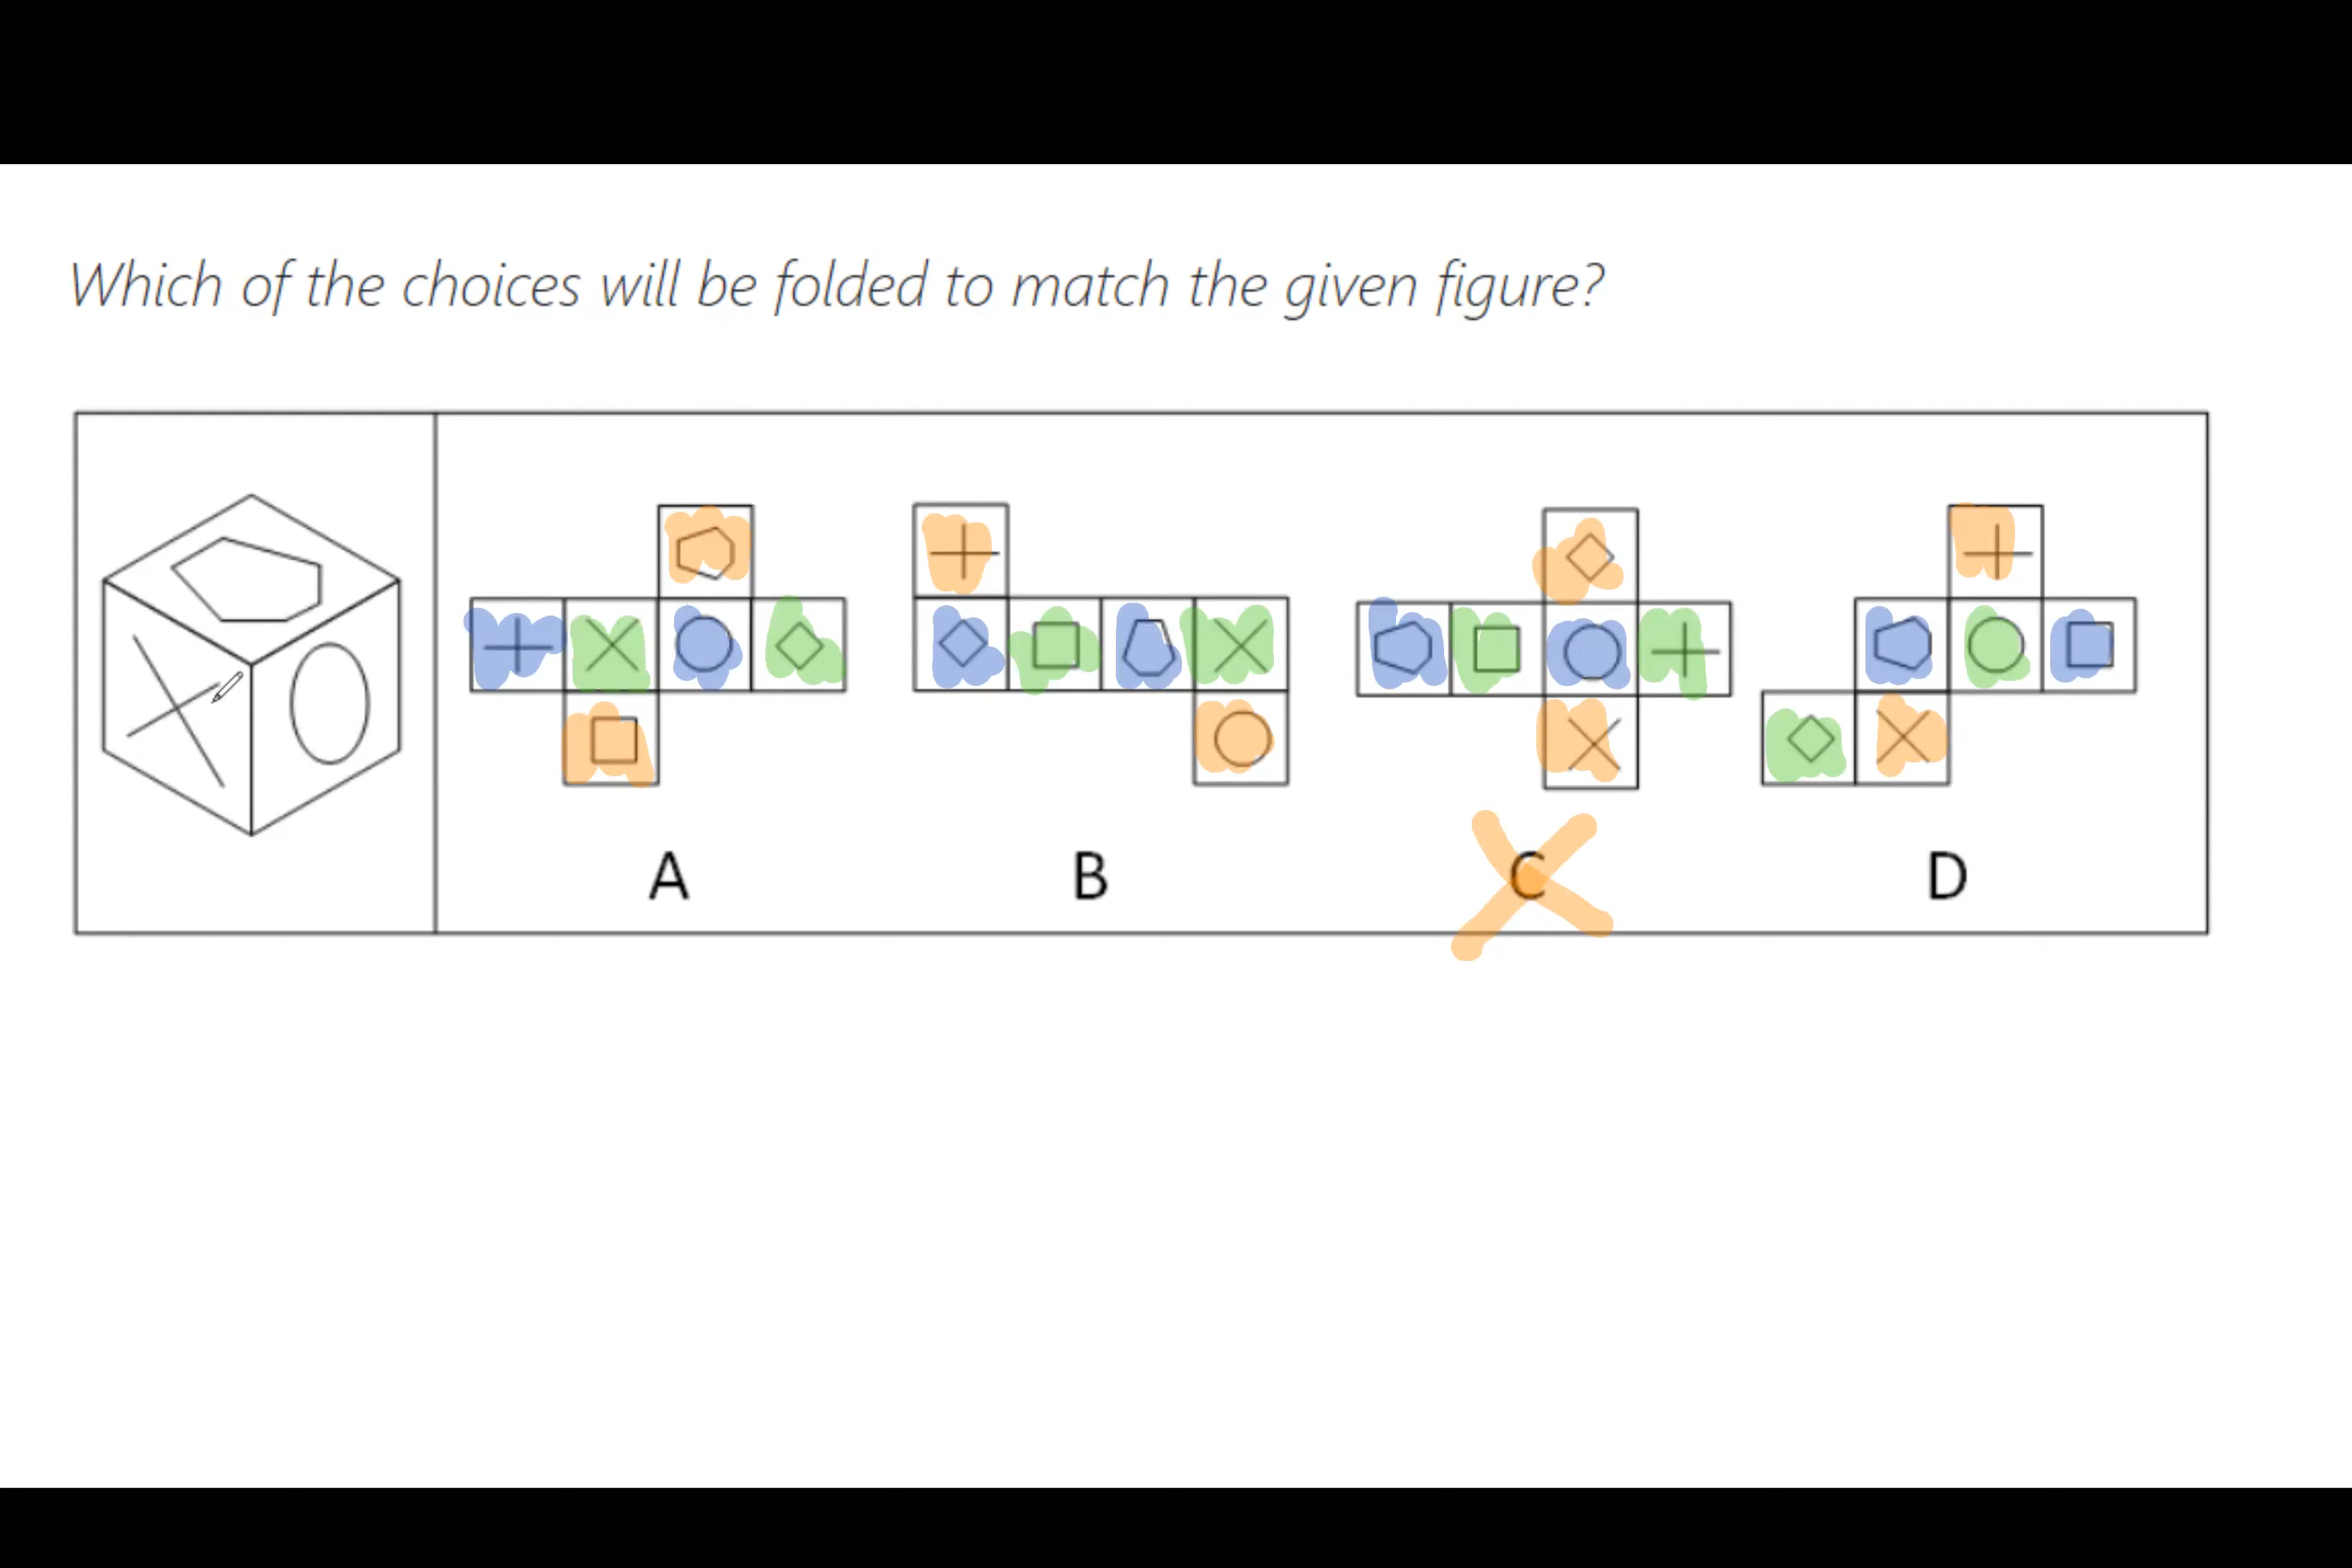 Which of the choices will be folded to match the given figure?
A B C D